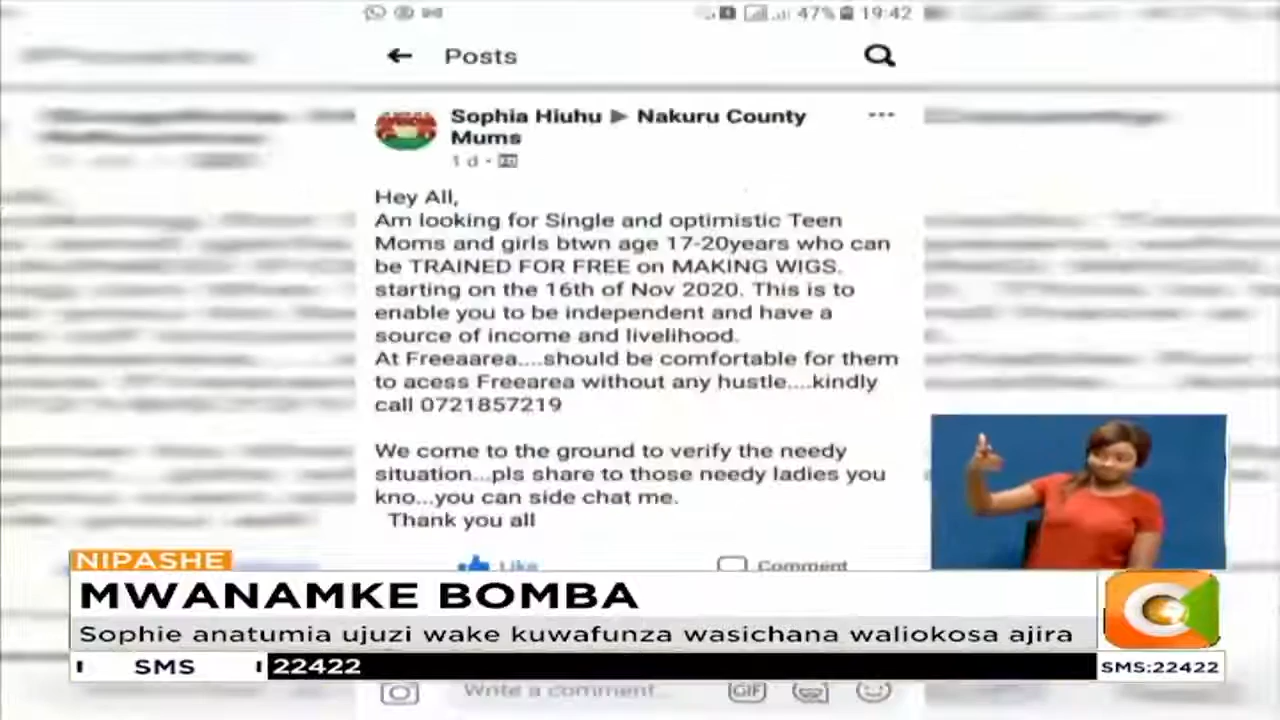 47% 19:42
Posts
Sophia Hiuhu ▶ Nakuru County
Mums
1 d
Hey All,
Am looking for Single and optimistic Teen
Moms and girls btwn age 17-20years who can
be TRAINED FOR FREE on MAKING WIGS.
starting on the 16th of Nov 2020. This is to
enable you to be independent and have a
source of income and livelihood.
At Freeaarea....should be comfortable for them
to acess Freearea without any hustle....kindly
call 0721857219
We come to the ground to verify the needy
situation...pls share to those needy ladies you
kno...you can side chat me.
Thank you all
Like Comment
NIPASHE
MWANAMKE BOMBA
Sophie anatumia ujuzi wake kuwafunza wasichana waliokosa ajira
SMS 22422
SMS:22422
Write a comment...
GIF